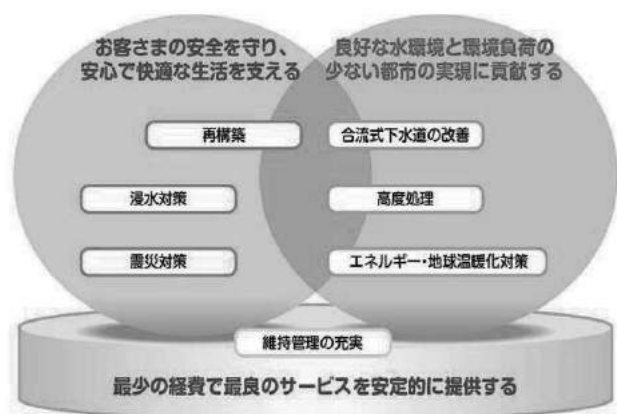 お客さまの安全を守り、
安心で快適な生活を支える
良好な水環境と環境負荷の
少ない都市の実現に貢献する
再構築
合流式下水道の改善
浸水対策
高度処理
震災対策
エネルギー・地球温暖化対策
維持管理の充実
最少の経費で最良のサービスを安定的に提供する